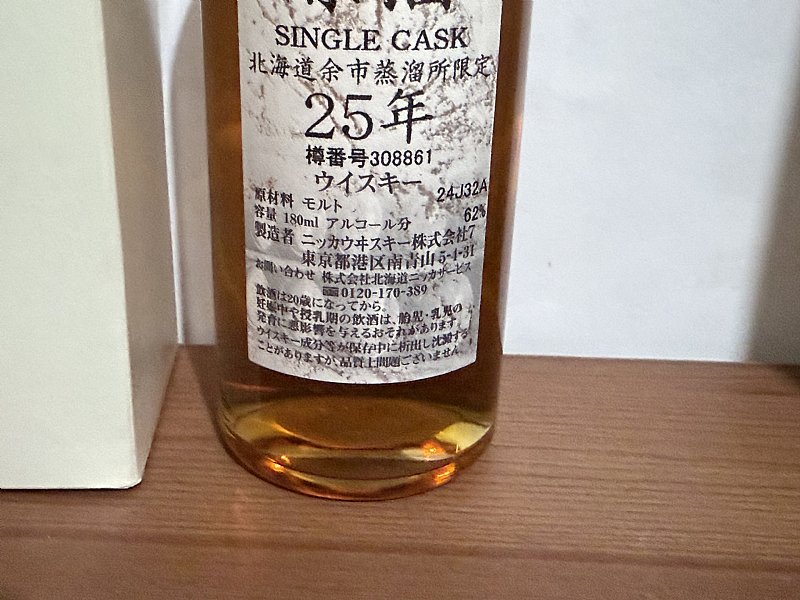 SINGLE CASK
北海道余市蒸溜所限定
25年
樽番号308861
ウイスキー
24J32A
原材料 モルト
容量 180ml アルコール分 62%
製造者 ニッカウヰスキー株式会社7
東京都港区南青山5-4-31
お問い合わせ 株式会社北海道ニッカサービス
0120-170-389
飲酒は20歳になってから。
妊娠中や授乳期の飲酒は、胎児・乳児の
発育に悪影響を与えるおそれがあります。
ウイスキー成分等が保存中に析出し沈澱する
ことがありますが、品質上問題ございません。